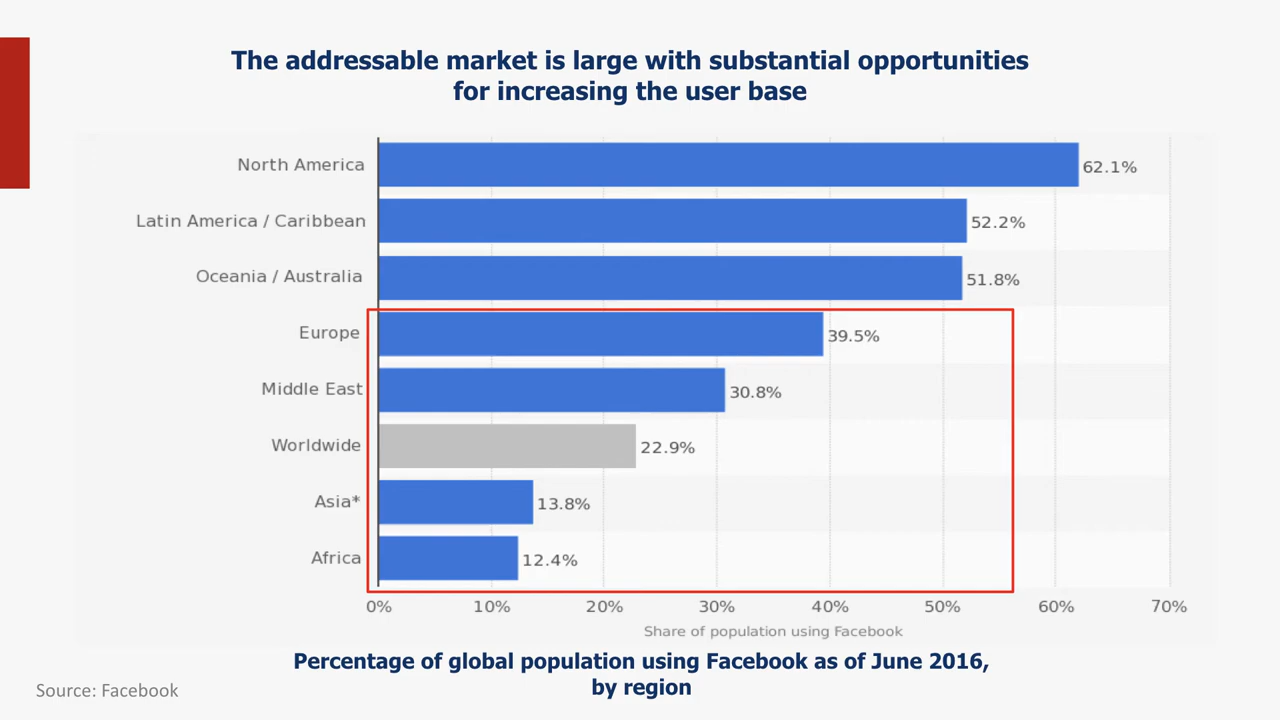 The addressable market is large with substantial opportunities
for increasing the user base
North America
62.1%
Latin America / Caribbean
52.2%
Oceania / Australia
51.8%
Europe
39.5%
Middle East
30.8%
Worldwide
22.9%
Asia*
13.8%
Africa
12.4%
0% 10% 20% 30% 40% 50% 60% 70%
Share of population using Facebook
Percentage of global population using Facebook as of June 2016,
by region
Source: Facebook